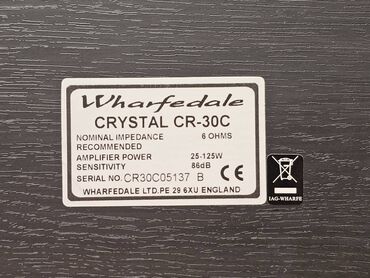 Wharfedale
CRYSTAL CR-30C
NOMINAL IMPEDANCE 6 OHMS
RECOMMENDED
AMPLIFIER POWER 25-125W
SENSITIVITY 86dB
SERIAL NO. CR30C05137 B CE
WHARFEDALE LTD. PE 29 6XU ENGLAND
IAG-WHARFE